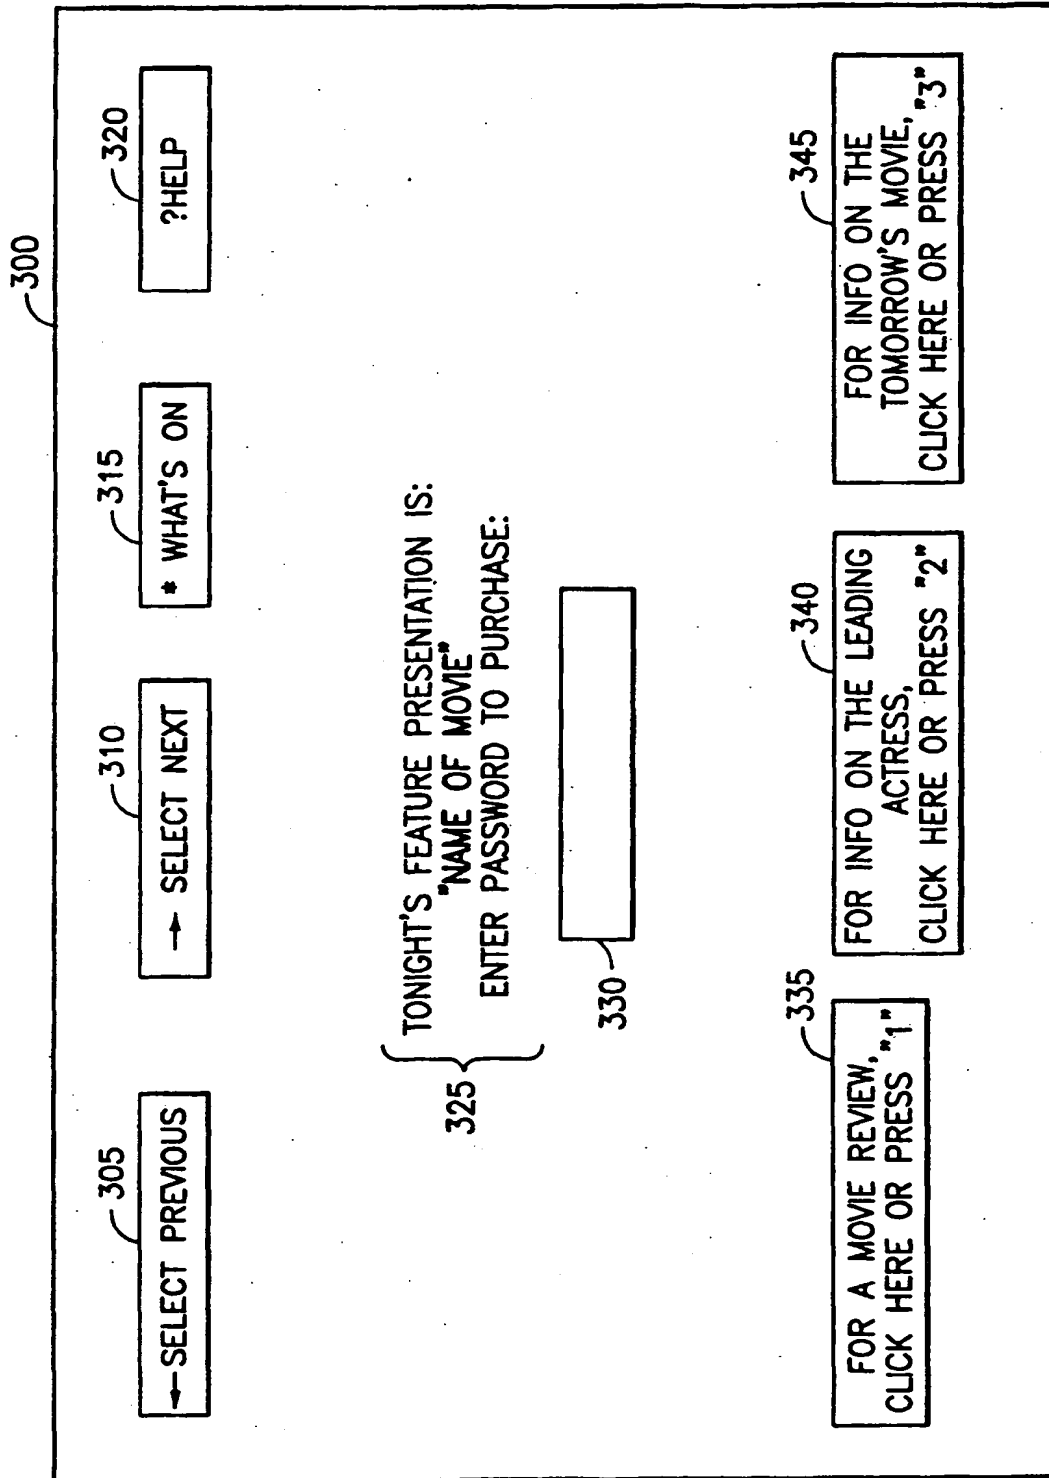 300
305
← SELECT PREVIOUS
310
→ SELECT NEXT
315
* WHAT'S ON
320
?HELP
325
TONIGHT'S FEATURE PRESENTATION IS:
"NAME OF MOVIE"
ENTER PASSWORD TO PURCHASE:
330
335
FOR A MOVIE REVIEW,
CLICK HERE OR PRESS "1"
340
FOR INFO ON THE LEADING
ACTRESS,
CLICK HERE OR PRESS "2"
345
FOR INFO ON THE
TOMORROW'S MOVIE,
CLICK HERE OR PRESS "3"